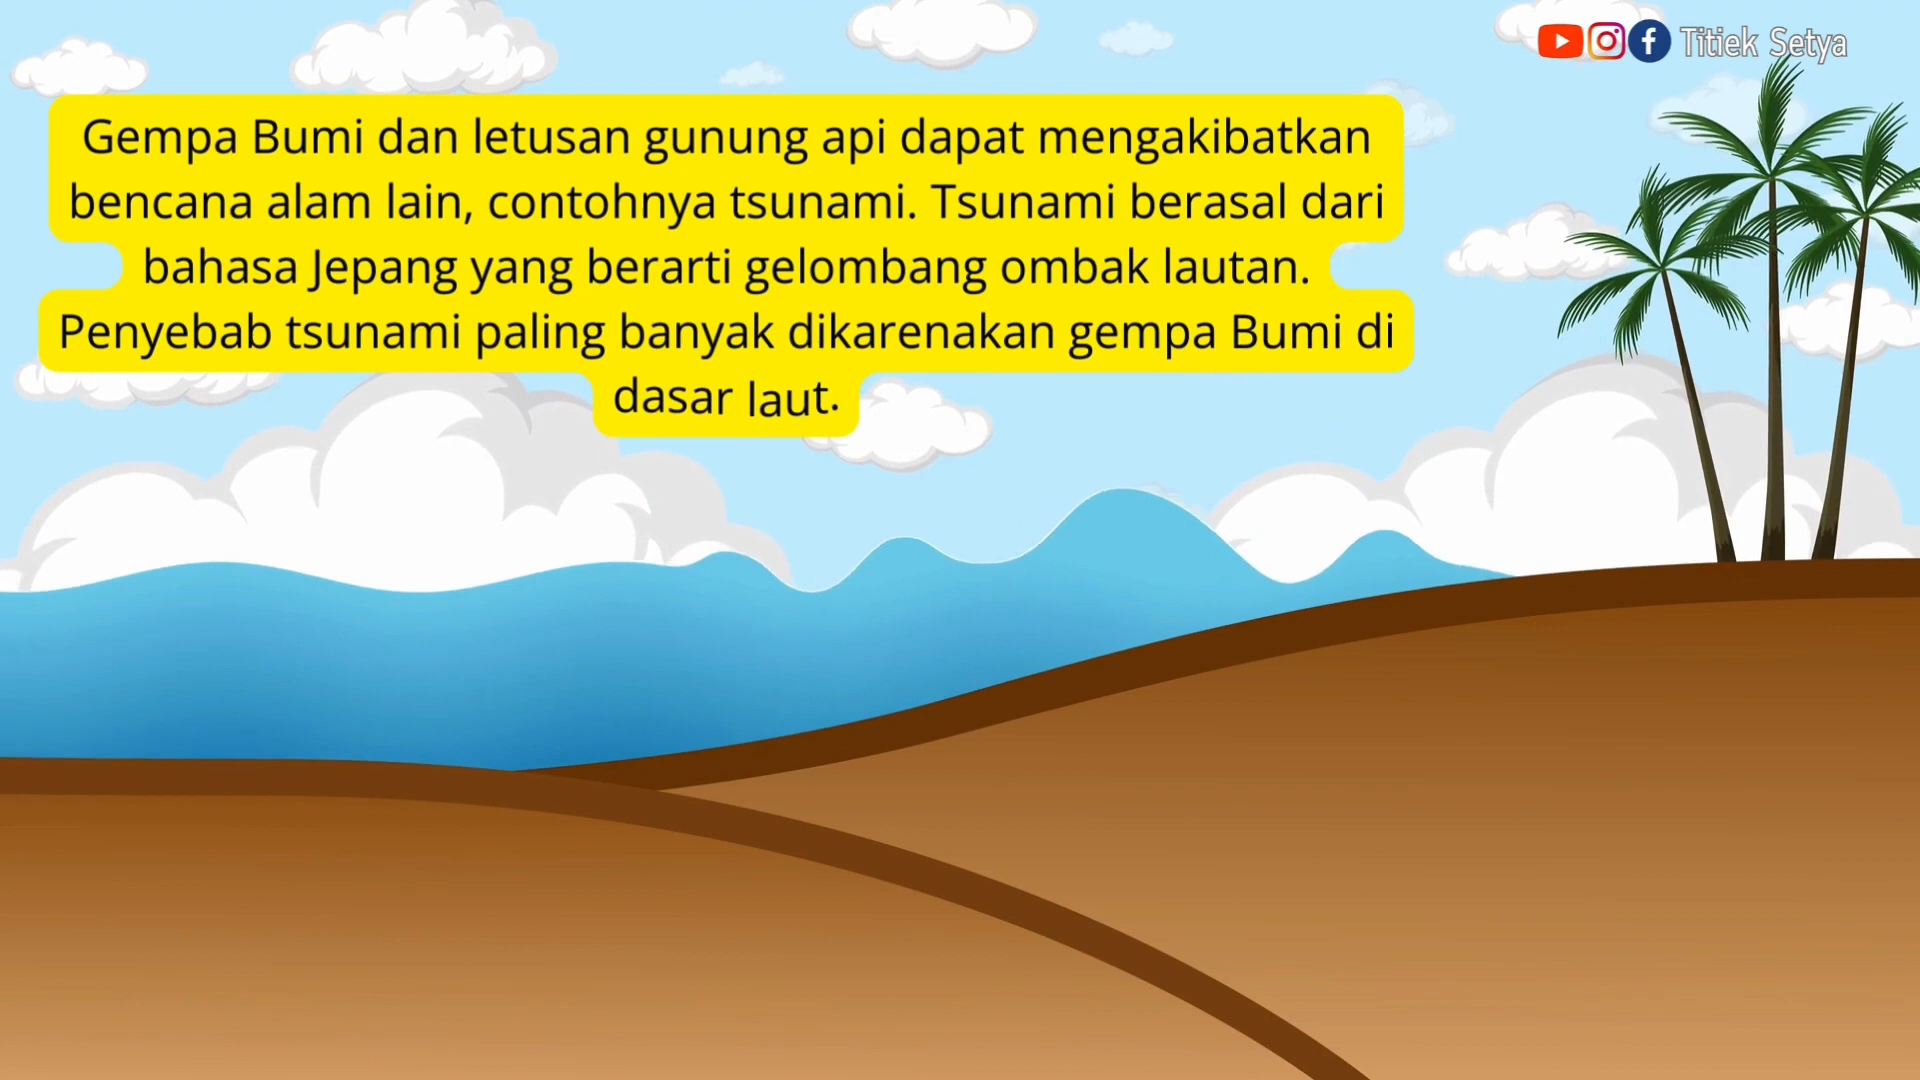 Titiek Setya
Gempa Bumi dan letusan gunung api dapat mengakibatkan
bencana alam lain, contohnya tsunami. Tsunami berasal dari
bahasa Jepang yang berarti gelombang ombak lautan.
Penyebab tsunami paling banyak dikarenakan gempa Bumi di
dasar laut.